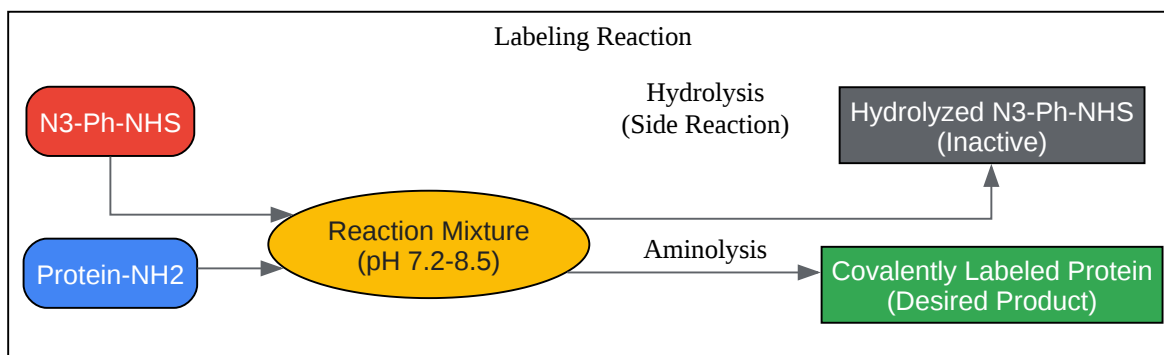 Labeling Reaction
N3-Ph-NHS
Hydrolysis
(Side Reaction)
Hydrolyzed N3-Ph-NHS
(Inactive)
Protein-NH2
Reaction Mixture
(pH 7.2-8.5)
Aminolysis
Covalently Labeled Protein
(Desired Product)